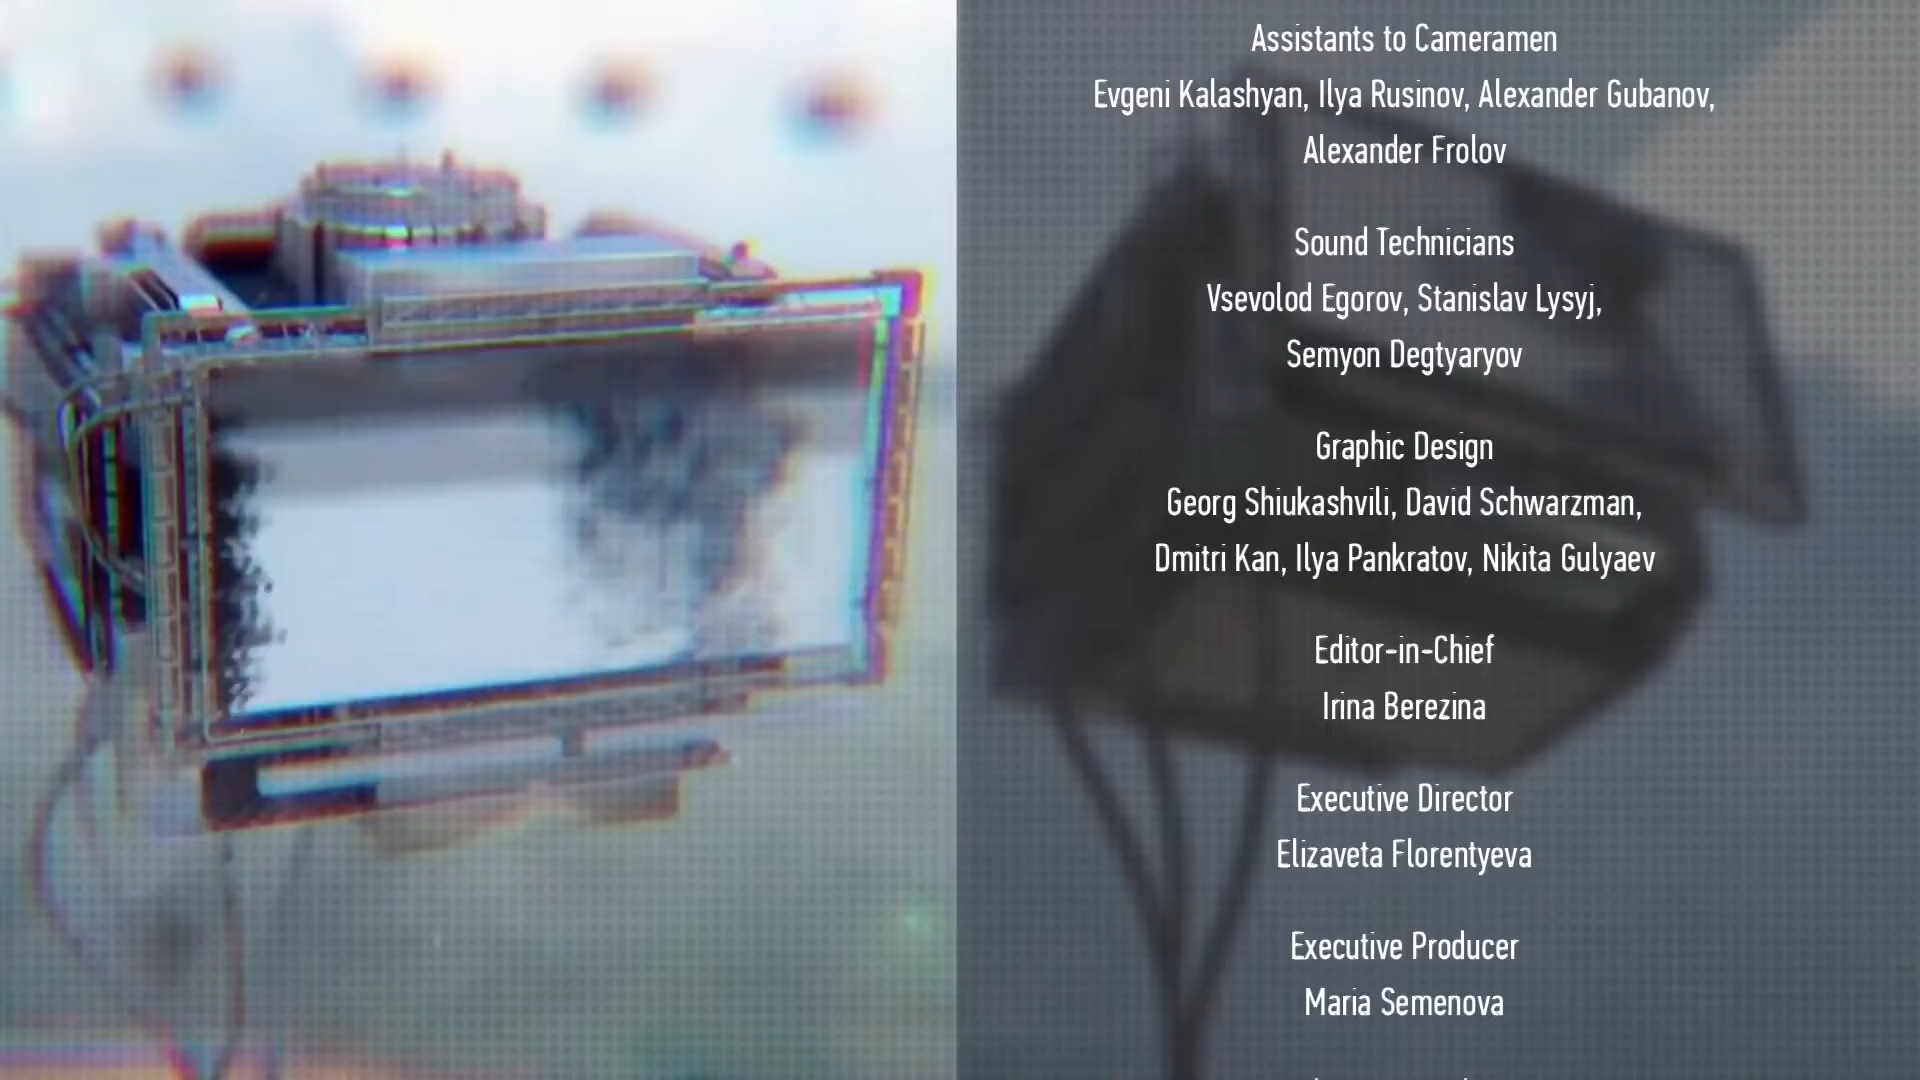 Assistants to Cameramen
Evgeni Kalashyan, Ilya Rusinov, Alexander Gubanov,
Alexander Frolov
Sound Technicians
Vsevolod Egorov, Stanislav Lysyj,
Semyon Degtyaryov
Graphic Design
Georg Shiukashvili, David Schwarzman,
Dmitri Kan, Ilya Pankratov, Nikita Gulyaev
Editor-in-Chief
Irina Berezina
Executive Director
Elizaveta Florentyeva
Executive Producer
Maria Semenova